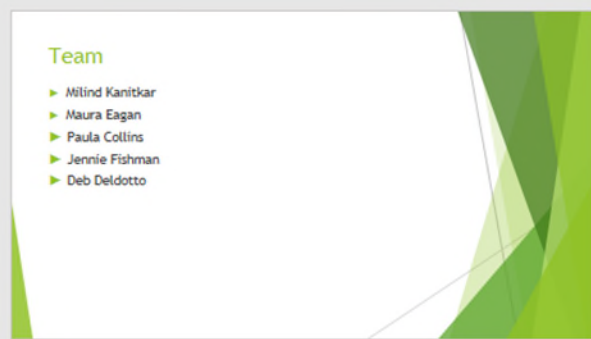 Team
Milind Kanitkar
Maura Eagan
Paula Collins
Jennie Fishman
Deb Deldotto